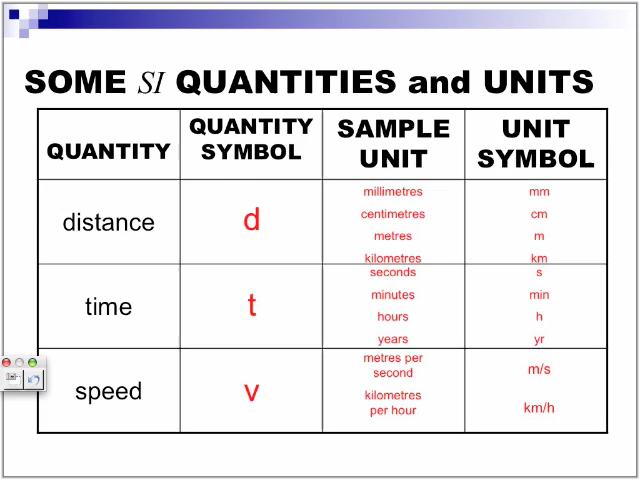 SOME SI QUANTITIES and UNITS
QUANTITY
QUANTITY
SYMBOL
SAMPLE
UNIT
UNIT
SYMBOL
distance
d
millimetres
centimetres
metres
kilometres
mm
cm
m
km
time
t
seconds
minutes
hours
years
s
min
h
yr
speed
v
metres per
second
kilometres
per hour
m/s
km/h